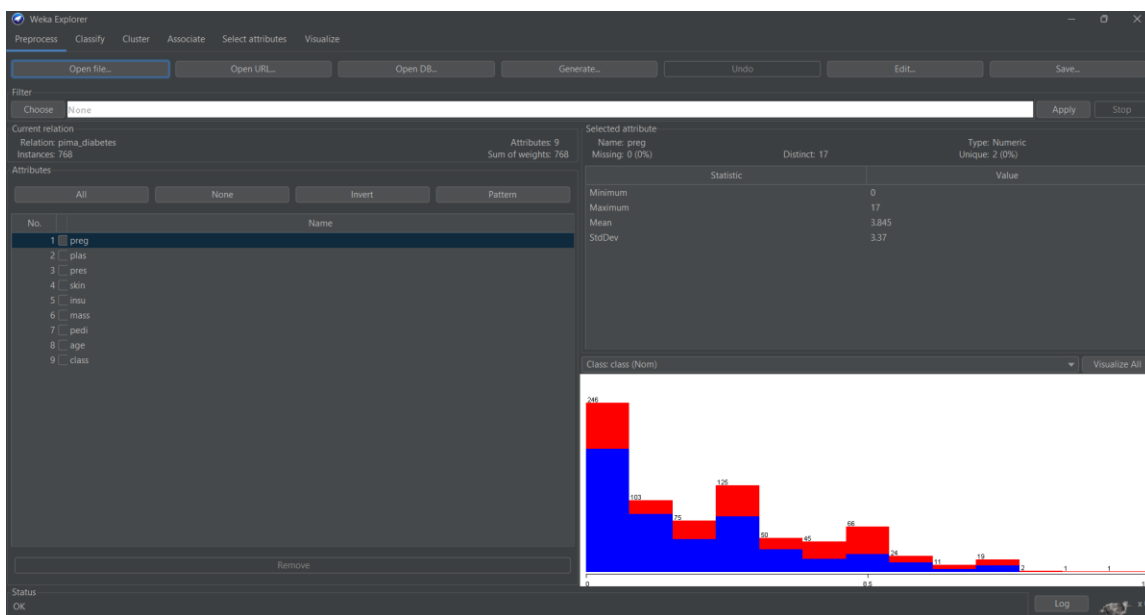 Weka Explorer
Preprocess Classify Cluster Associate Select attributes Visualize
Open file... Open URL... Open DB... Generate... Undo Edit... Save...
Filter
Choose None Apply Stop
Current relation
Relation: pima_diabetes Attributes: 9
Instances: 768 Sum of weights: 768
Selected attribute
Name: preg Type: Numeric
Missing: 0 (0%) Distinct: 17 Unique: 2 (0%)
Statistic Value
Minimum 0
Maximum 17
Mean 3.845
StdDev 3.37
Attributes
All None Invert Pattern
No. Name
1 preg
2 plas
3 pres
4 skin
5 insu
6 mass
7 pedi
8 age
9 class
Remove
Class: class (Nom) Visualize All
246
103
75
125
50
45
66
24
11
19
2
1
1
0 0.5 1
Status
OK
Log x